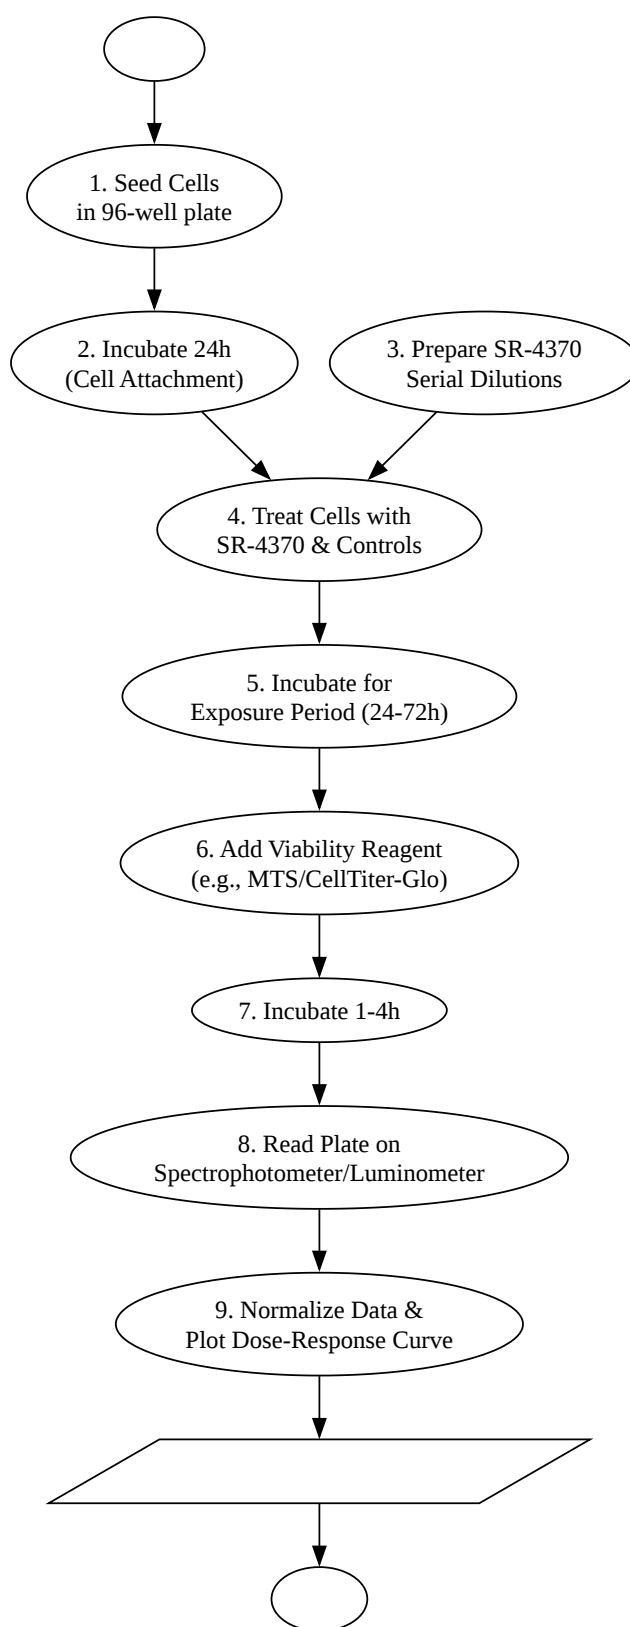 1. Seed Cells
in 96-well plate
2. Incubate 24h
(Cell Attachment)
3. Prepare SR-4370
Serial Dilutions
4. Treat Cells with
SR-4370 & Controls
5. Incubate for
Exposure Period (24-72h)
6. Add Viability Reagent
(e.g., MTS/CellTiter-Glo)
7. Incubate 1-4h
8. Read Plate on
Spectrophotometer/Luminometer
9. Normalize Data &
Plot Dose-Response Curve